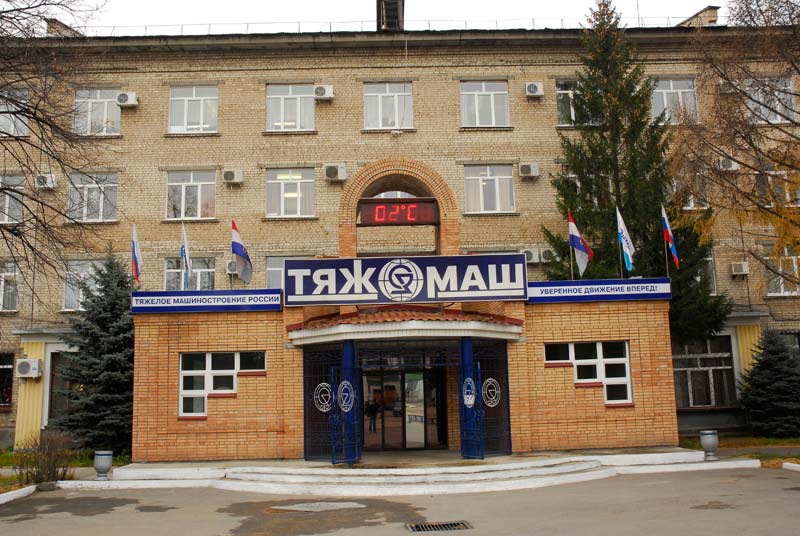 02°C
ТЯЖМАШ
ТЯЖЕЛОЕ МАШИНОСТРОЕНИЕ РОССИИ
УВЕРЕННОЕ ДВИЖЕНИЕ ВПЕРЕД!